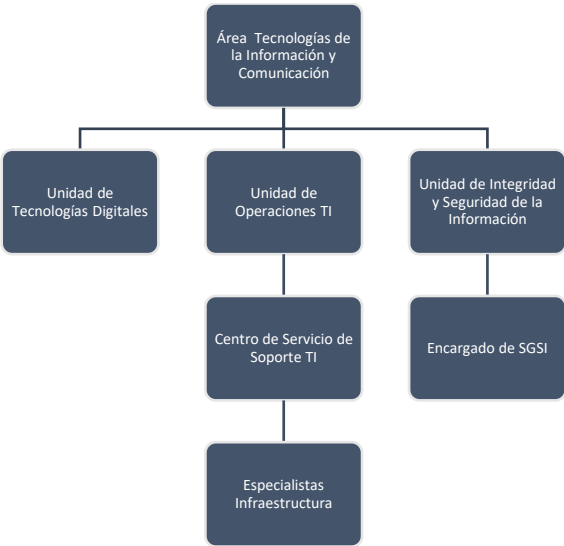 Área Tecnologías de
la Información y
Comunicación
Unidad de
Tecnologías Digitales
Unidad de
Operaciones TI
Unidad de Integridad
y Seguridad de la
Información
Centro de Servicio de
Soporte TI
Encargado de SGSI
Especialistas
Infraestructura